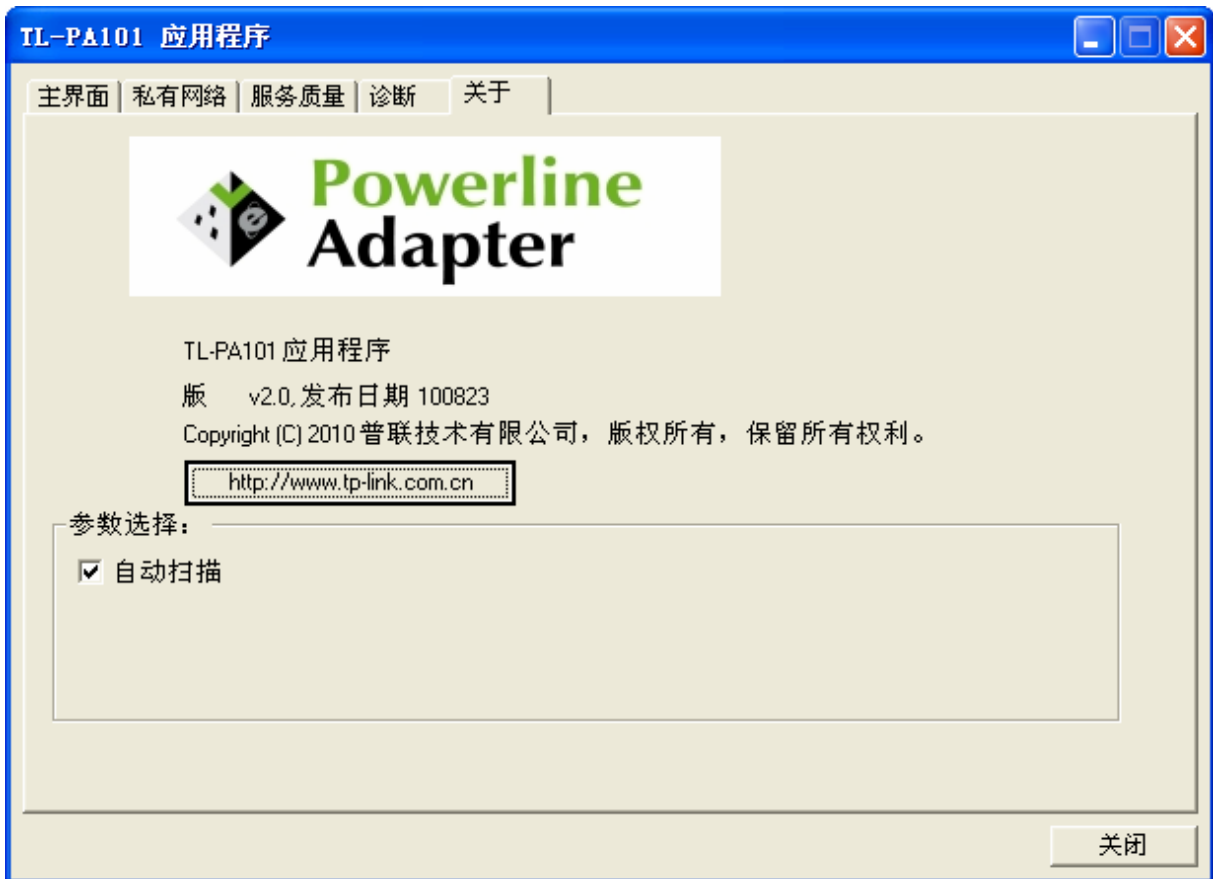 TL-PA101 应用程序
主界面 私有网络 服务质量 诊断 关于
Powerline
Adapter
TL-PA101 应用程序
版 v2.0, 发布日期 100823
Copyright (C) 2010 普联技术有限公司，版权所有，保留所有权利。
http://www.tp-link.com.cn
参数选择：
自动扫描
关闭